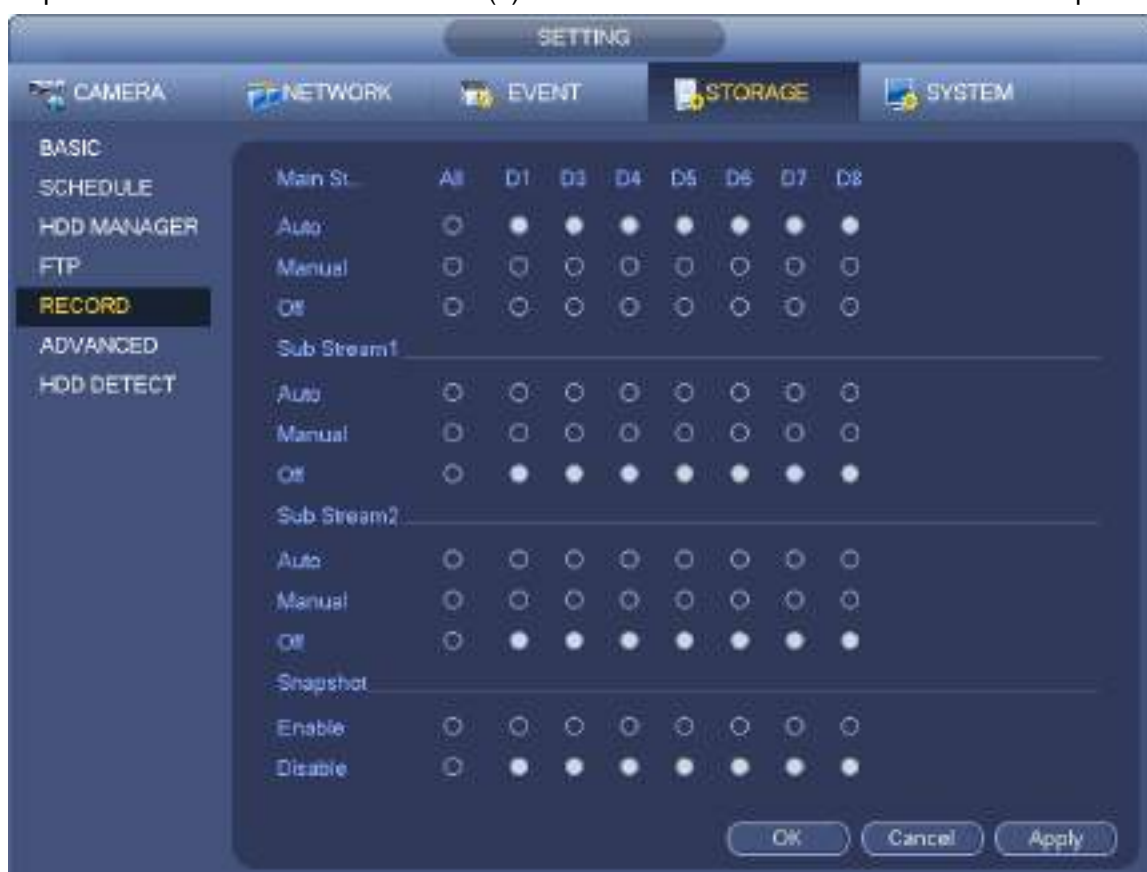 SETTING
CAMERA NETWORK EVENT STORAGE SYSTEM
BASIC
SCHEDULE
HDD MANAGER
FTP
RECORD
ADVANCED
HDD DETECT
Main St... All D1 D3 D4 D5 D6 D7 D8
Auto
Manual
Off
Sub Stream1
Auto
Manual
Off
Sub Stream2
Auto
Manual
Off
Snapshot
Enable
Disable
OK Cancel Apply